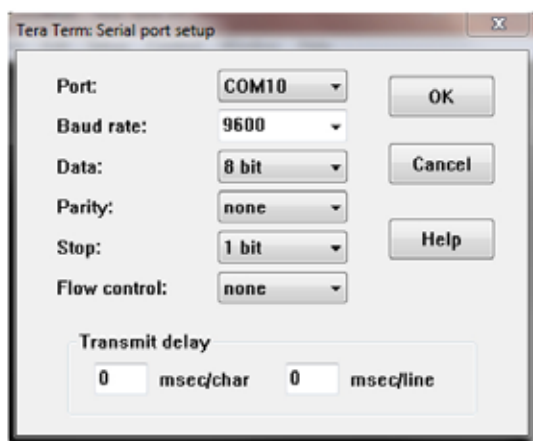 Tera Term: Serial port setup
Port: COM10 OK
Baud rate: 9600
Data: 8 bit Cancel
Parity: none
Stop: 1 bit Help
Flow control: none
Transmit delay
0 msec/char 0 msec/line